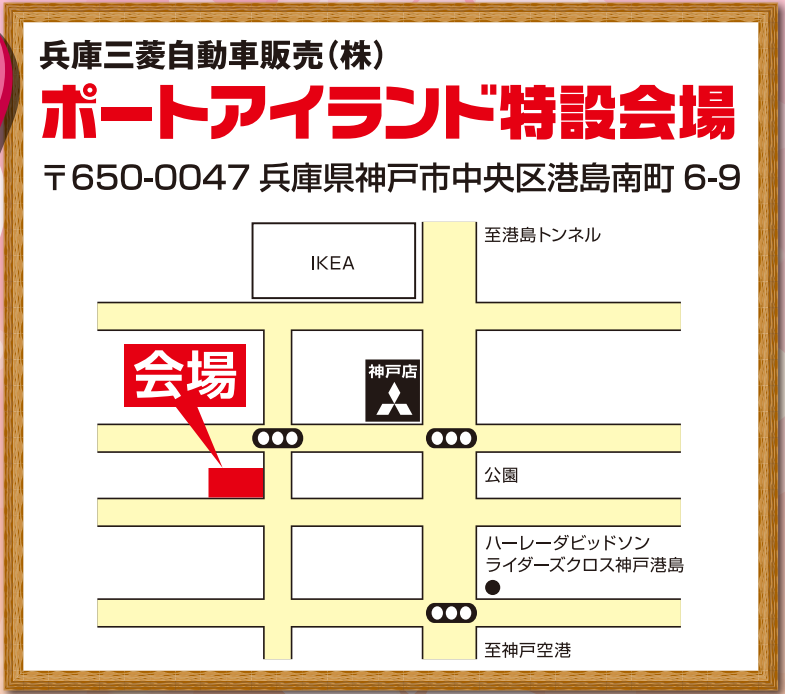 兵庫三菱自動車販売(株)
ポートアイランド特設会場
〒650-0047 兵庫県神戸市中央区港島南町 6-9
至港島トンネル
IKEA
会場
神戸店
公園
ハーレーダビッドソン
ライダーズクロス神戸港島
至神戸空港